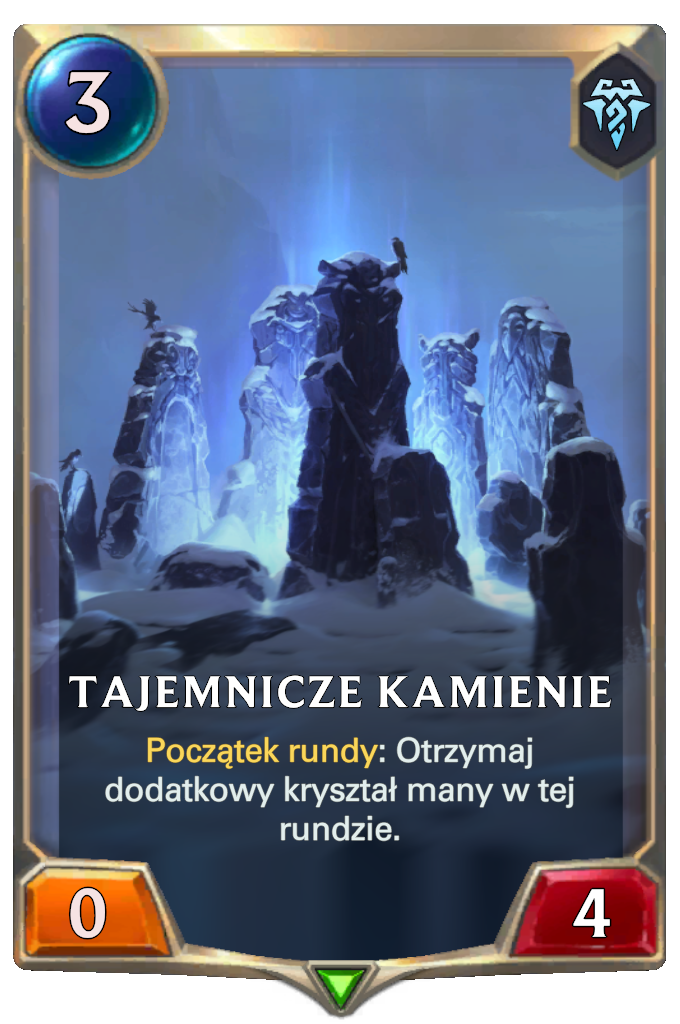 3
TAJEMNICZE KAMIENIE
Początek rundy: Otrzymaj
dodatkowy kryształ many w tej
rundzie.
0
4